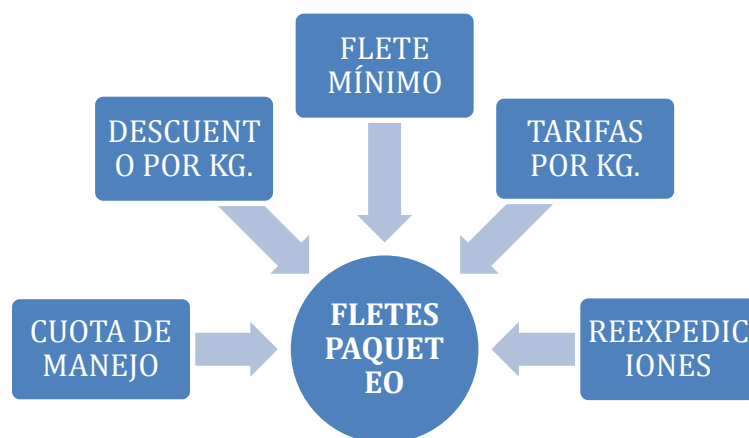 FLETE
MÍNIMO
DESCUENT
O POR KG.
TARIFAS
POR KG.
CUOTA DE
MANEJO
FLETES
PAQUET
EO
REEXPEDIC
IONES